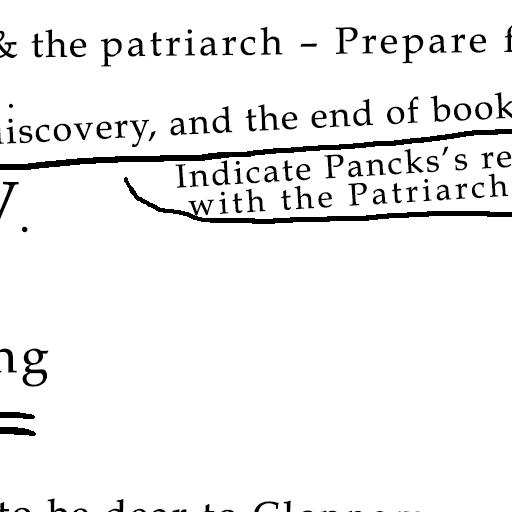 & the patriarch – Prepare f
iscovery, and the end of book
Indicate Pancks's re
V. with the Patriarch
ng
to be dear to